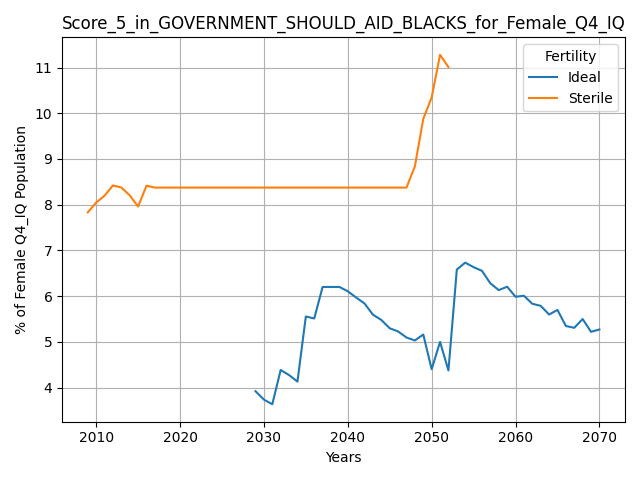 Score_5_in_GOVERNMENT_SHOULD_AID_BLACKS_for_Female_Q4_IQ
Fertility
Ideal
Sterile
% of Female Q4_IQ Population
11
10
9
8
7
6
5
4
2010 2020 2030 2040 2050 2060 2070
Years